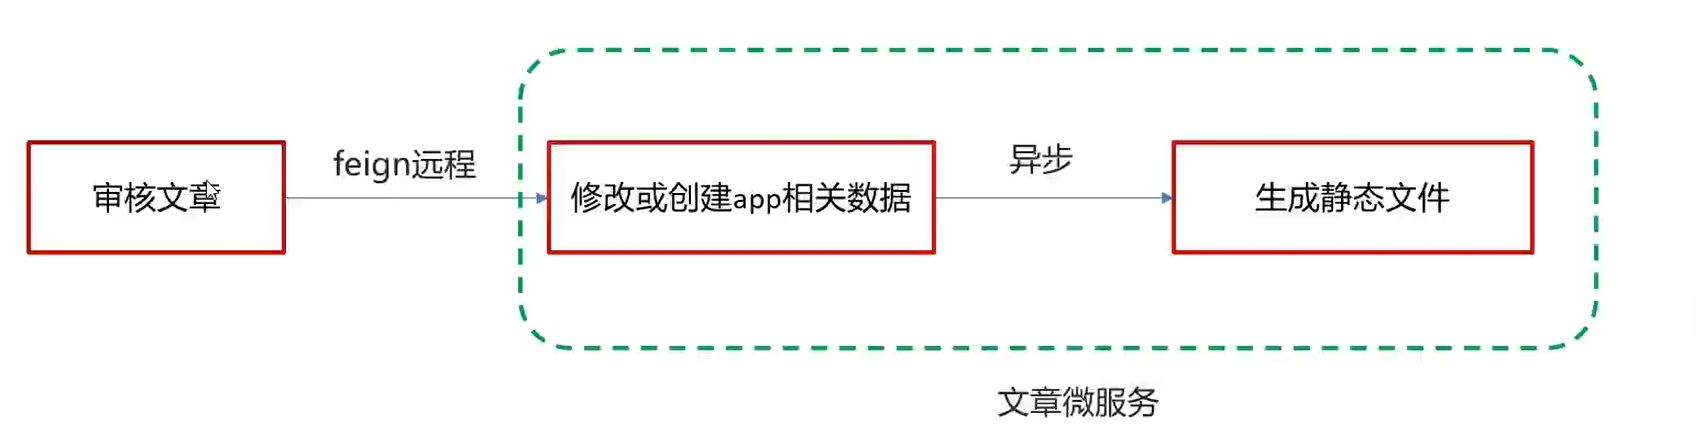 审核文章
feign远程
修改或创建app相关数据
异步
生成静态文件
文章微服务